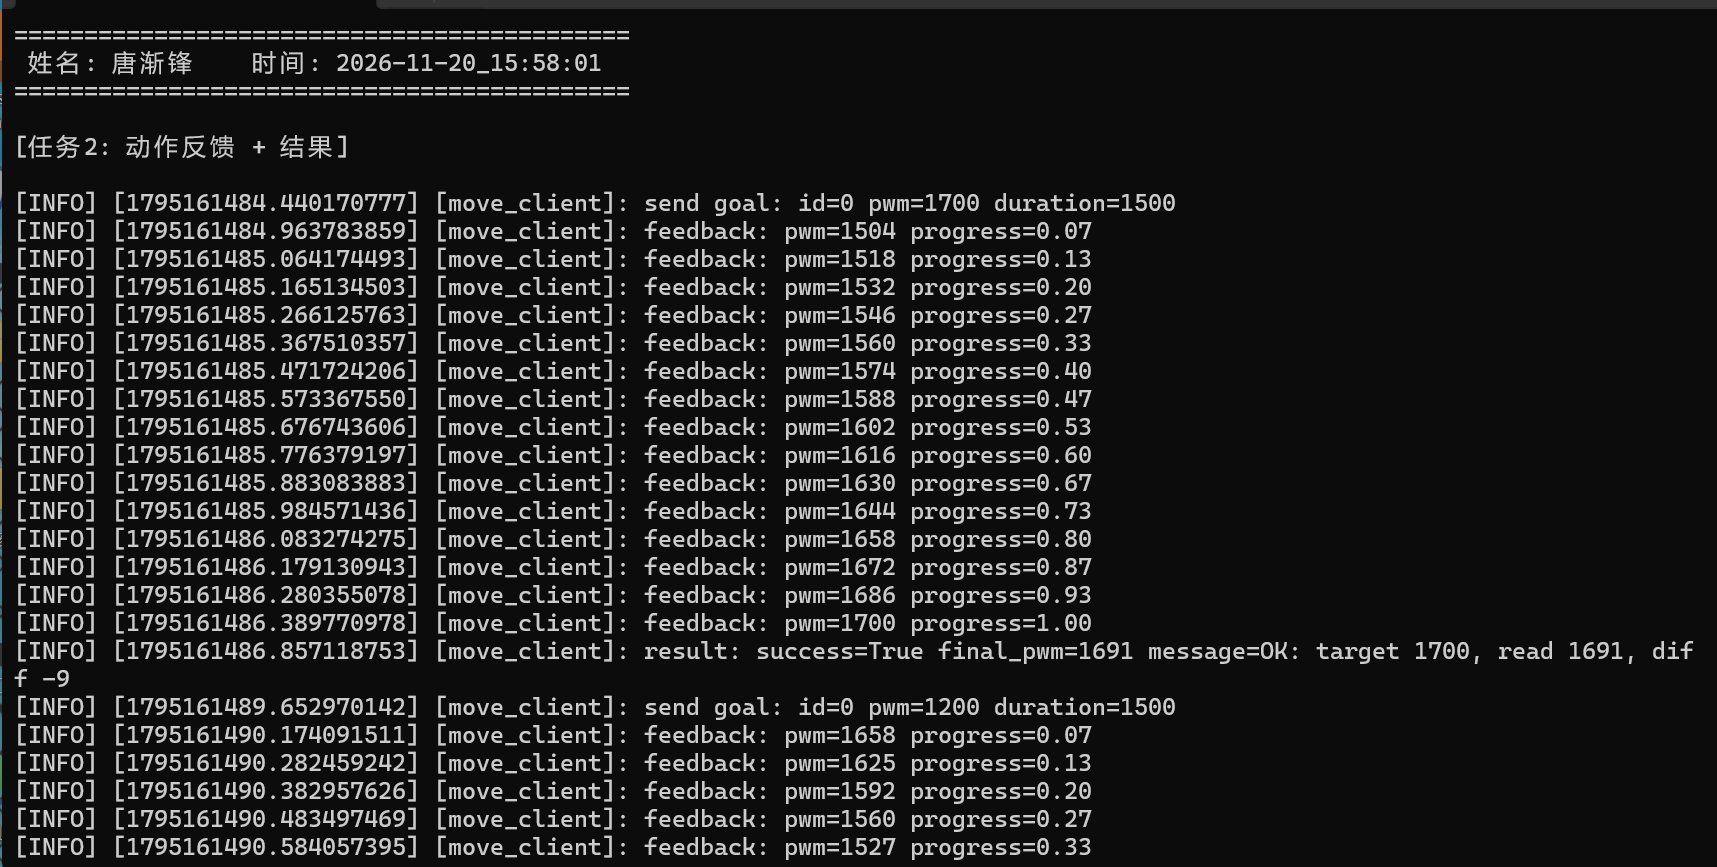 ============================================
姓名: 唐渐锋    时间: 2026-11-20_15:58:01
============================================
[任务2: 动作反馈 + 结果]
[INFO] [1795161484.440170777] [move_client]: send goal: id=0 pwm=1700 duration=1500
[INFO] [1795161484.963783859] [move_client]: feedback: pwm=1504 progress=0.07
[INFO] [1795161485.064174493] [move_client]: feedback: pwm=1518 progress=0.13
[INFO] [1795161485.165134503] [move_client]: feedback: pwm=1532 progress=0.20
[INFO] [1795161485.266125763] [move_client]: feedback: pwm=1546 progress=0.27
[INFO] [1795161485.367510357] [move_client]: feedback: pwm=1560 progress=0.33
[INFO] [1795161485.471724206] [move_client]: feedback: pwm=1574 progress=0.40
[INFO] [1795161485.573367550] [move_client]: feedback: pwm=1588 progress=0.47
[INFO] [1795161485.676743606] [move_client]: feedback: pwm=1602 progress=0.53
[INFO] [1795161485.776379197] [move_client]: feedback: pwm=1616 progress=0.60
[INFO] [1795161485.883083883] [move_client]: feedback: pwm=1630 progress=0.67
[INFO] [1795161485.984571436] [move_client]: feedback: pwm=1644 progress=0.73
[INFO] [1795161486.083274275] [move_client]: feedback: pwm=1658 progress=0.80
[INFO] [1795161486.179130943] [move_client]: feedback: pwm=1672 progress=0.87
[INFO] [1795161486.280355078] [move_client]: feedback: pwm=1686 progress=0.93
[INFO] [1795161486.389770978] [move_client]: feedback: pwm=1700 progress=1.00
[INFO] [1795161486.857118753] [move_client]: result: success=True final_pwm=1691 message=OK: target 1700, read 1691, dif
f -9
[INFO] [1795161489.652970142] [move_client]: send goal: id=0 pwm=1200 duration=1500
[INFO] [1795161490.174091511] [move_client]: feedback: pwm=1658 progress=0.07
[INFO] [1795161490.282459242] [move_client]: feedback: pwm=1625 progress=0.13
[INFO] [1795161490.382957626] [move_client]: feedback: pwm=1592 progress=0.20
[INFO] [1795161490.483497469] [move_client]: feedback: pwm=1560 progress=0.27
[INFO] [1795161490.584057395] [move_client]: feedback: pwm=1527 progress=0.33